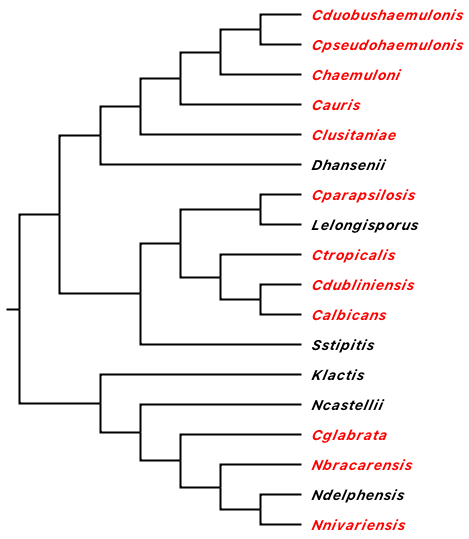 Cduobushaemulonis
Cpseudohaemulonis
Chaemuloni
Cauris
Clusitaniae
Dhansenii
Cparapsilosis
Lelongisporus
Ctropicalis
Cdubliniensis
Calbicans
Sstipitis
Klactis
Ncastellii
Cglabrata
Nbracarensis
Ndelphensis
Nnivariensis